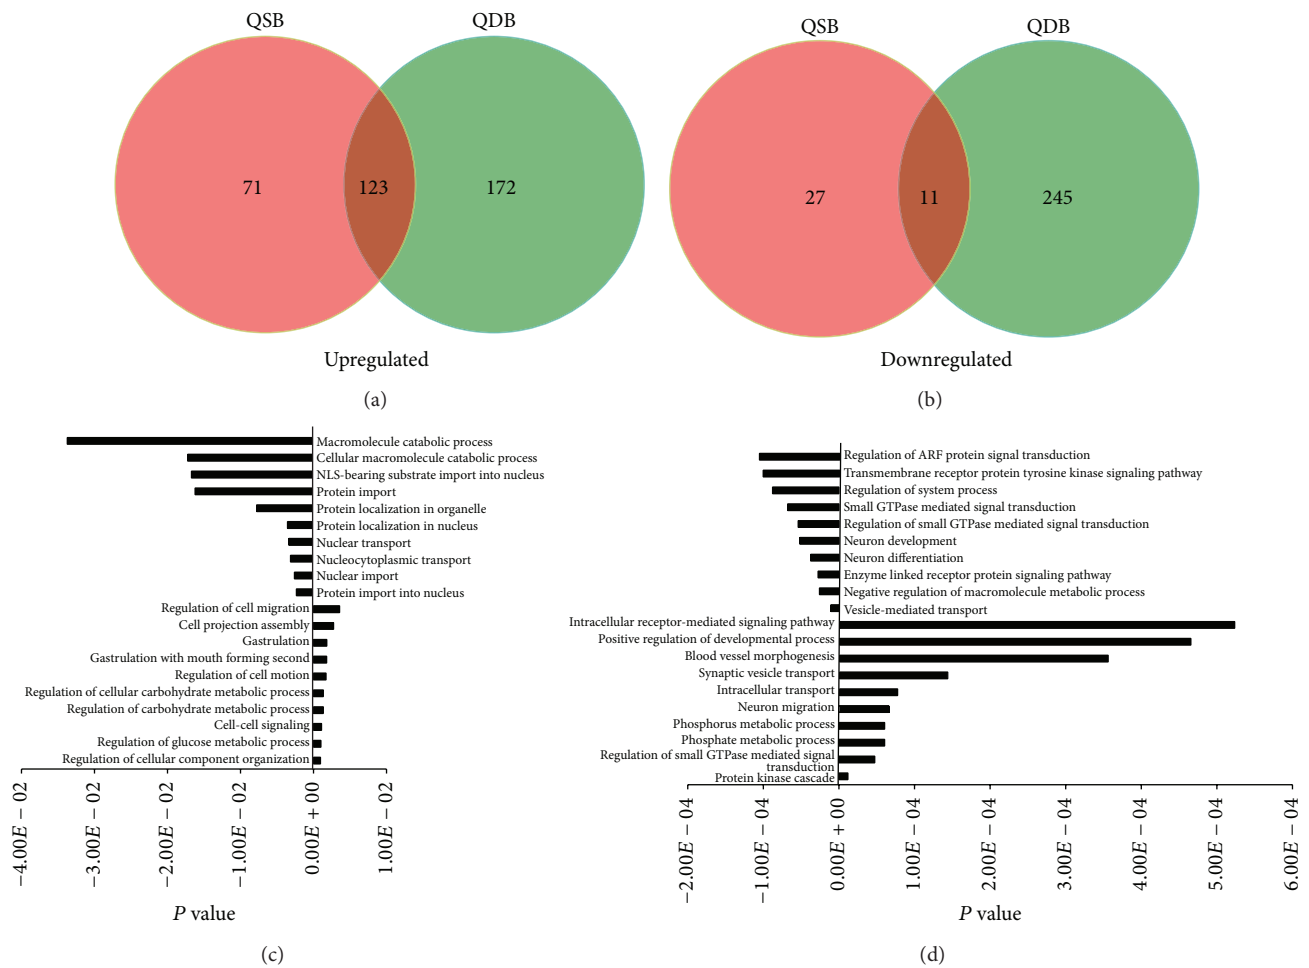 QSB
QDB
71
123
172
Upregulated
(a)
QSB
QDB
27
11
245
Downregulated
(b)
Macromolecule catabolic process
Cellular macromolecule catabolic process
NLS-bearing substrate import into nucleus
Protein import
Protein localization in organelle
Protein localization in nucleus
Nuclear transport
Nucleocytoplasmic transport
Nuclear import
Protein import into nucleus
Regulation of cell migration
Cell projection assembly
Gastrulation
Gastrulation with mouth forming second
Regulation of cell motion
Regulation of cellular carbohydrate metabolic process
Regulation of carbohydrate metabolic process
Cell-cell signaling
Regulation of glucose metabolic process
Regulation of cellular component organization
−4.00E − 02
−3.00E − 02
−2.00E − 02
−1.00E − 02
0.00E + 00
1.00E − 02
P value
(c)
Regulation of ARF protein signal transduction
Transmembrane receptor protein tyrosine kinase signaling pathway
Regulation of system process
Small GTPase mediated signal transduction
Regulation of small GTPase mediated signal transduction
Neuron development
Neuron differentiation
Enzyme linked receptor protein signaling pathway
Negative regulation of macromolecule metabolic process
Vesicle-mediated transport
Intracellular receptor-mediated signaling pathway
Positive regulation of developmental process
Blood vessel morphogenesis
Synaptic vesicle transport
Intracellular transport
Neuron migration
Phosphorus metabolic process
Phosphate metabolic process
Regulation of small GTPase mediated signal
transduction
Protein kinase cascade
−2.00E − 04
−1.00E − 04
0.00E + 00
1.00E − 04
2.00E − 04
3.00E − 04
4.00E − 04
5.00E − 04
6.00E − 04
P value
(d)